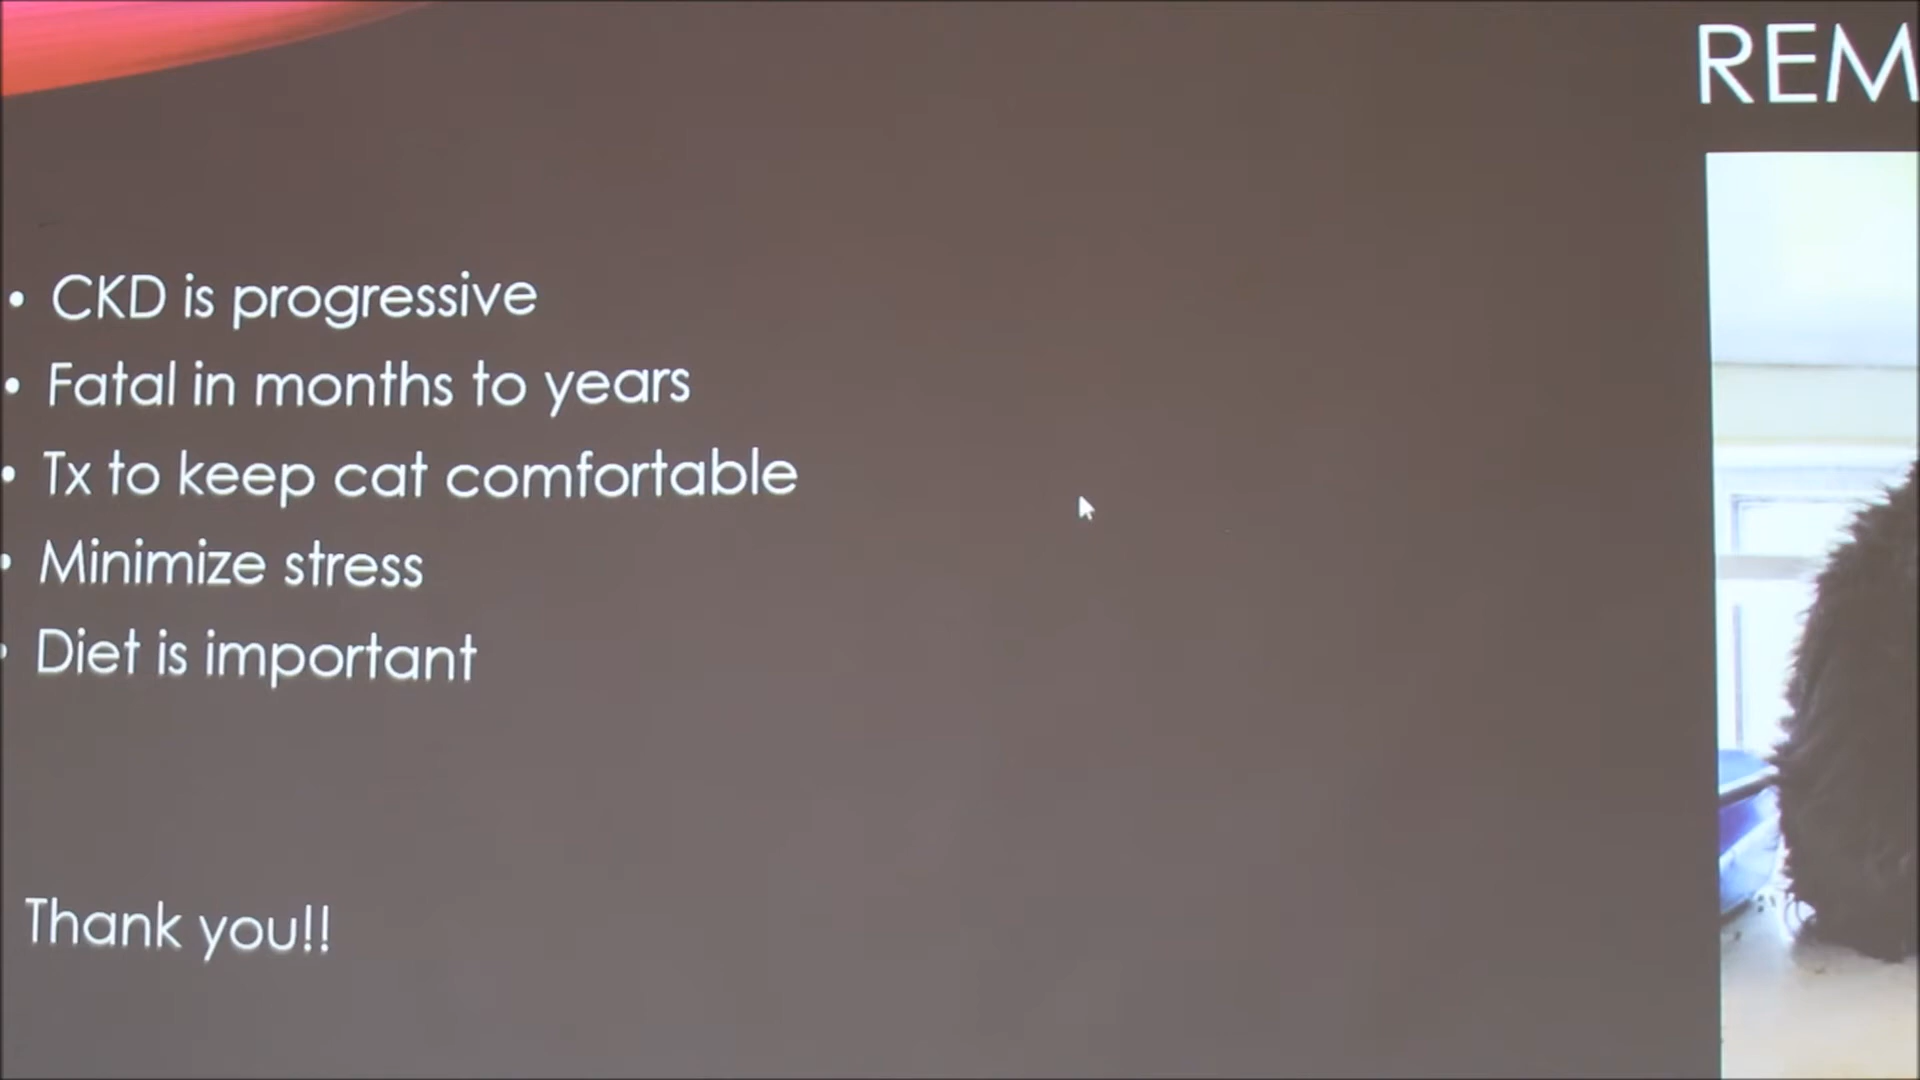 REM
• CKD is progressive
• Fatal in months to years
• Tx to keep cat comfortable
• Minimize stress
• Diet is important
Thank you!!